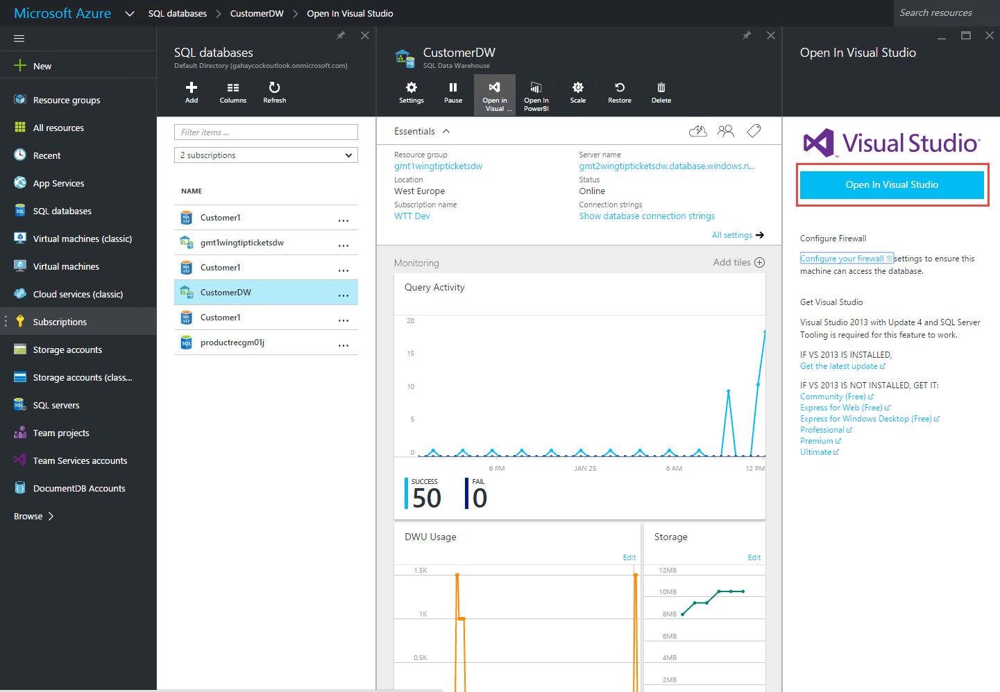 Microsoft Azure
SQL databases
CustomerDW
Open In Visual Studio
Search resources
New
Resource groups
All resources
Recent
App Services
SQL databases
Virtual machines (classic)
Virtual machines
Cloud services (classic)
Subscriptions
Storage accounts
Storage accounts (class...
SQL servers
Team projects
Team Services accounts
DocumentDB Accounts
Browse
SQL databases
Default Directory (gahaycockoutlook.onmicrosoft.com)
Add
Columns
Refresh
Filter items ...
2 subscriptions
NAME
Customer1
...
gmt1wingtipticketsdw
...
Customer1
...
CustomerDW
...
Customer1
...
productrecgm01j
...
CustomerDW
SQL Data Warehouse
Settings
Pause
Open in
Visual ...
Open In
PowerBI
Scale
Restore
Delete
Essentials
Resource group
gmt1wingtipticketsdw
Location
West Europe
Subscription name
WTT Dev
Server name
gmt2wingtipticketsdw.database.windows.n...
Status
Online
Connection strings
Show database connection strings
All settings
Monitoring
Add tiles
Query Activity
20
15
10
5
0
6 PM
JAN 25
6 AM
12 PM
SUCCESS
50
FAIL
0
DWU Usage
Edit
1.5K
1K
0.5K
Storage
Edit
12MB
10MB
8MB
6MB
4MB
2MB
Open In Visual Studio
Visual Studio
Open In Visual Studio
Configure Firewall
Configure your firewall settings to ensure this
machine can access the database.
Get Visual Studio
Visual Studio 2013 with Update 4 and SQL Server
Tooling is required for this feature to work.
IF VS 2013 IS INSTALLED,
Get the latest update
IF VS 2013 IS NOT INSTALLED, GET IT:
Community (Free)
Express for Web (Free)
Express for Windows Desktop (Free)
Professional
Premium
Ultimate